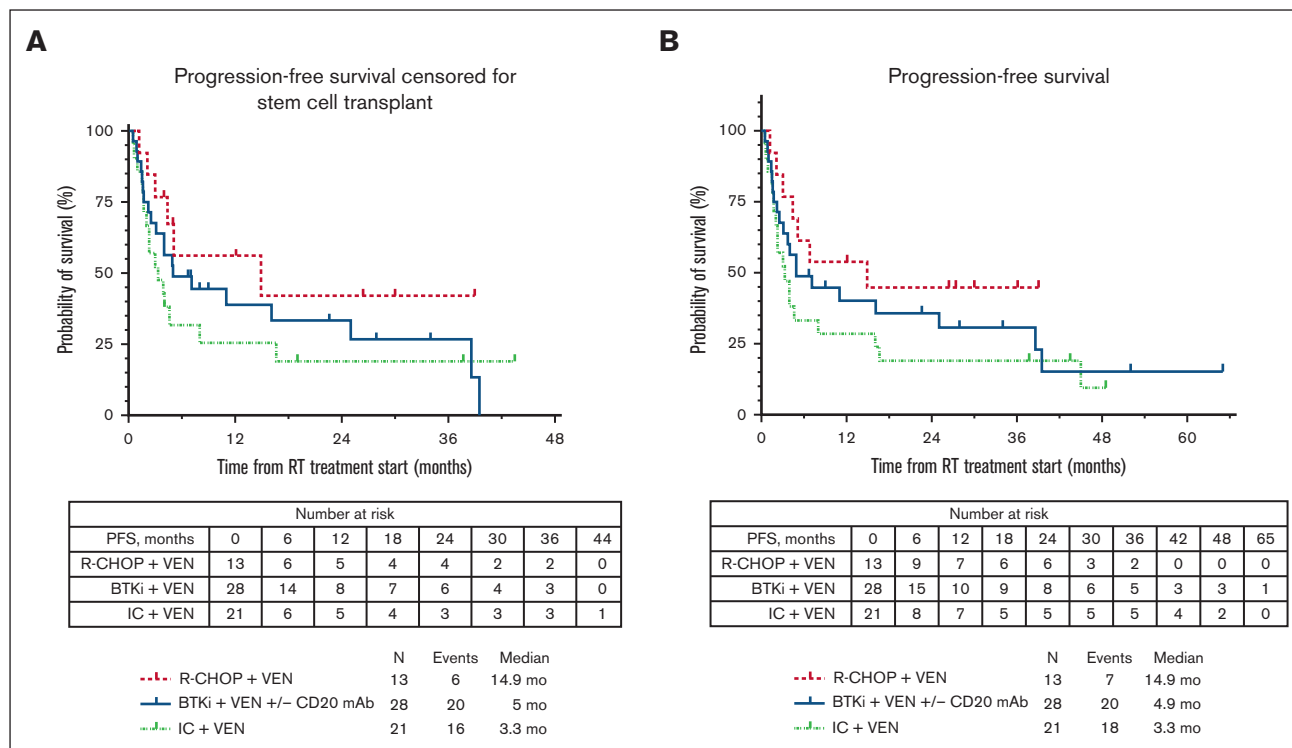 A
Progression-free survival censored for
stem cell transplant
Probability of survival (%)
100
75
50
25
0
0 12 24 36 48
Time from RT treatment start (months)
Number at risk
PFS, months 0 6 12 18 24 30 36 44
R-CHOP + VEN 13 6 5 4 4 2 2 0
BTKi + VEN 28 14 8 7 6 4 3 0
IC + VEN 21 6 5 4 3 3 3 1
N Events Median
R-CHOP + VEN 13 6 14.9 mo
BTKi + VEN +/− CD20 mAb 28 20 5 mo
IC + VEN 21 16 3.3 mo
B
Progression-free survival
Probability of survival (%)
100
75
50
25
0
0 12 24 36 48 60
Time from RT treatment start (months)
Number at risk
PFS, months 0 6 12 18 24 30 36 42 48 65
R-CHOP + VEN 13 9 7 6 6 3 2 0 0 0
BTKi + VEN 28 15 10 9 8 6 5 3 3 1
IC + VEN 21 8 7 5 5 5 5 4 2 0
N Events Median
R-CHOP + VEN 13 7 14.9 mo
BTKi + VEN +/− CD20 mAb 28 20 4.9 mo
IC + VEN 21 18 3.3 mo